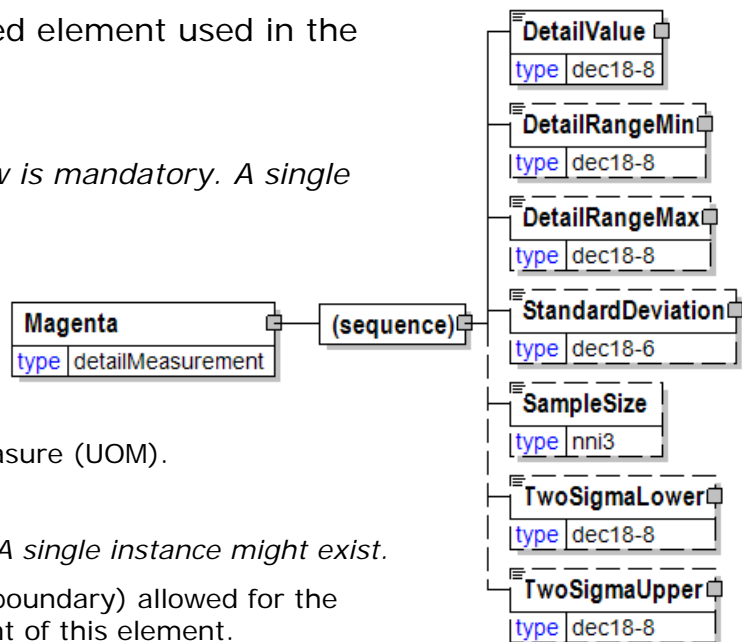 ed element used in the
w is mandatory. A single
asure (UOM).
A single instance might exist.
boundary) allowed for the
nt of this element.
Magenta
type detailMeasurement
(sequence)
DetailValue
type dec18-8
DetailRangeMin
type dec18-8
DetailRangeMax
type dec18-8
StandardDeviation
type dec18-6
SampleSize
type nni3
TwoSigmaLower
type dec18-8
TwoSigmaUpper
type dec18-8